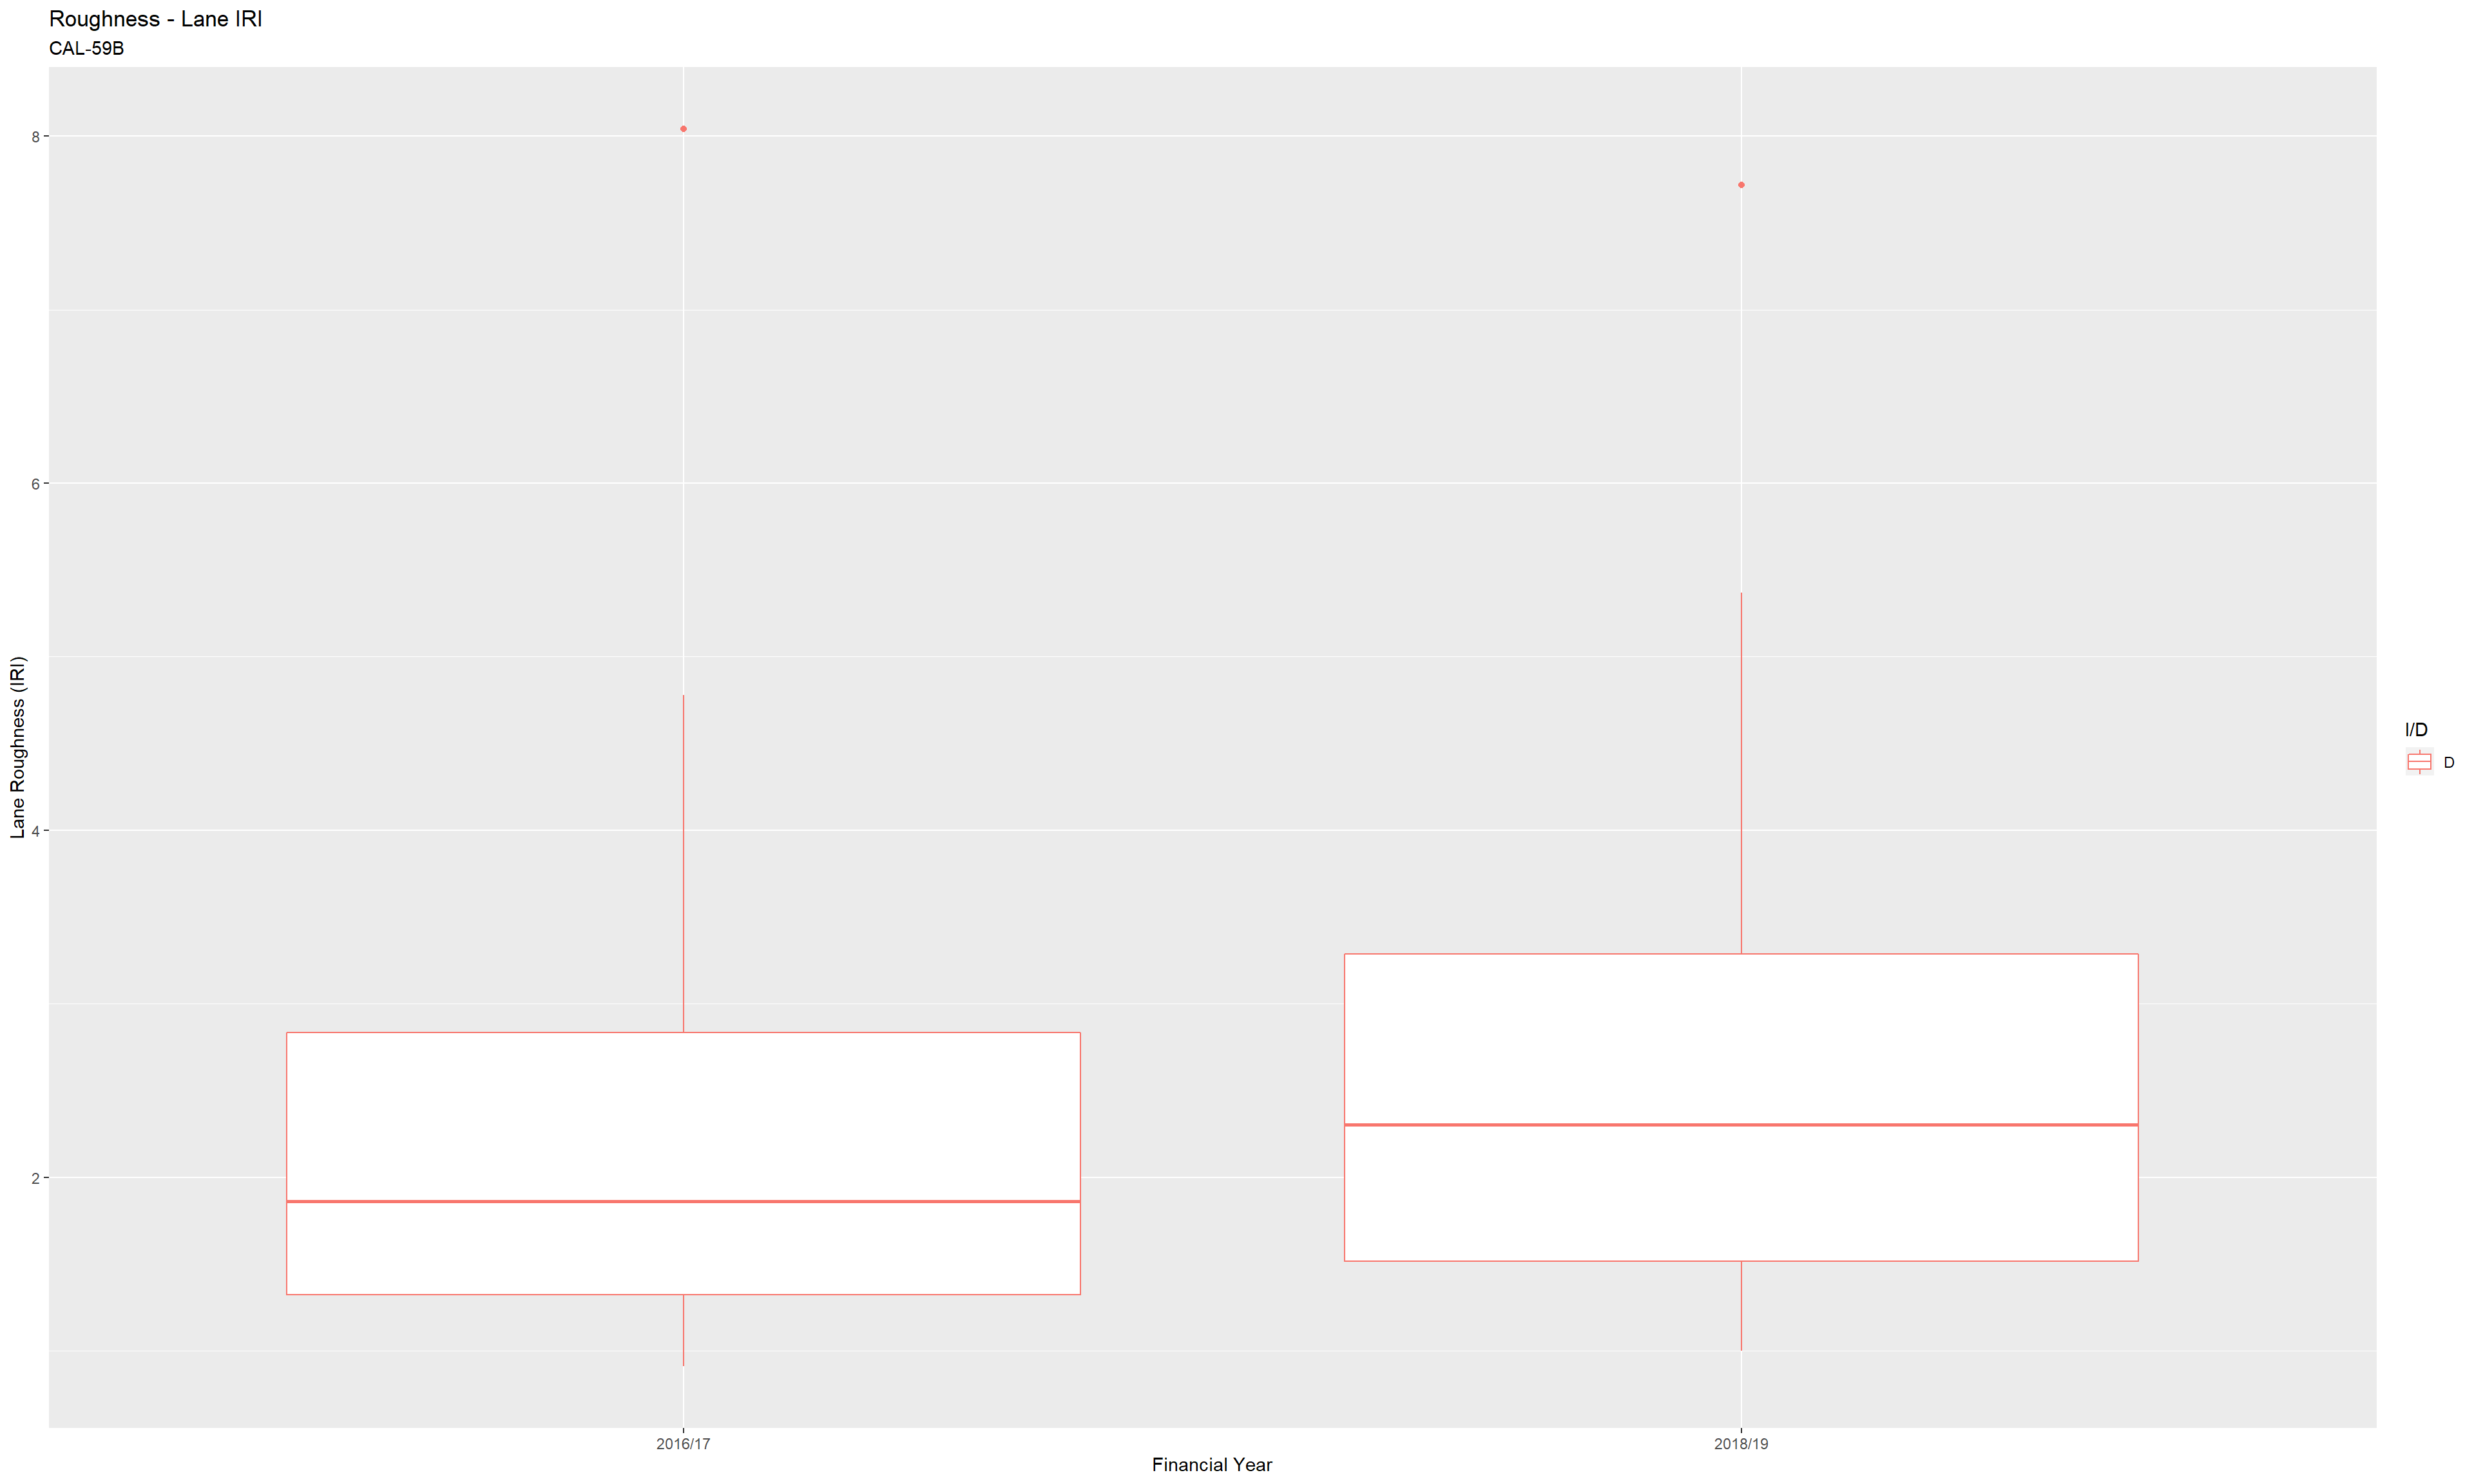 Roughness - Lane IRI
CAL-59B
Lane Roughness (IRI)
8
6
4
2
2016/17
2018/19
Financial Year
I/D
D